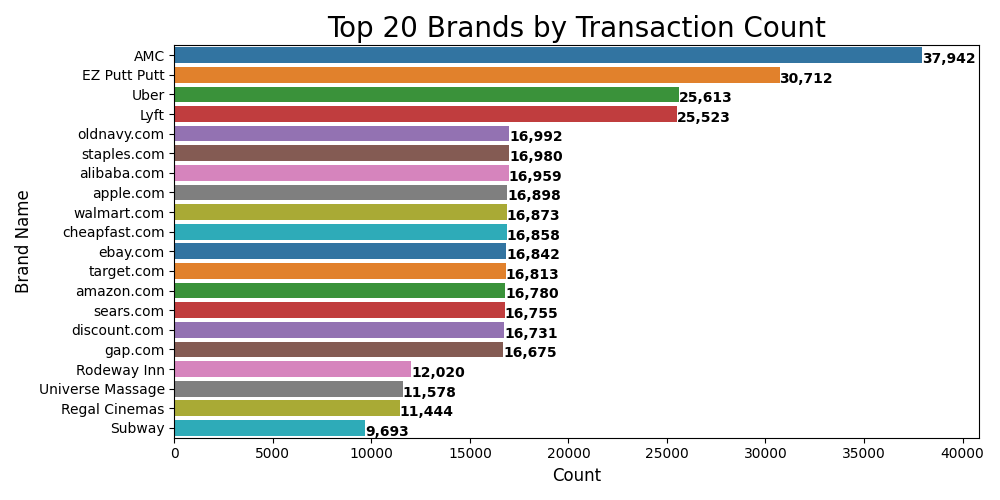 Top 20 Brands by Transaction Count
Brand Name
AMC 37,942
EZ Putt Putt 30,712
Uber 25,613
Lyft 25,523
oldnavy.com 16,992
staples.com 16,980
alibaba.com 16,959
apple.com 16,898
walmart.com 16,873
cheapfast.com 16,858
ebay.com 16,842
target.com 16,813
amazon.com 16,780
sears.com 16,755
discount.com 16,731
gap.com 16,675
Rodeway Inn 12,020
Universe Massage 11,578
Regal Cinemas 11,444
Subway 9,693
0 5000 10000 15000 20000 25000 30000 35000 40000
Count